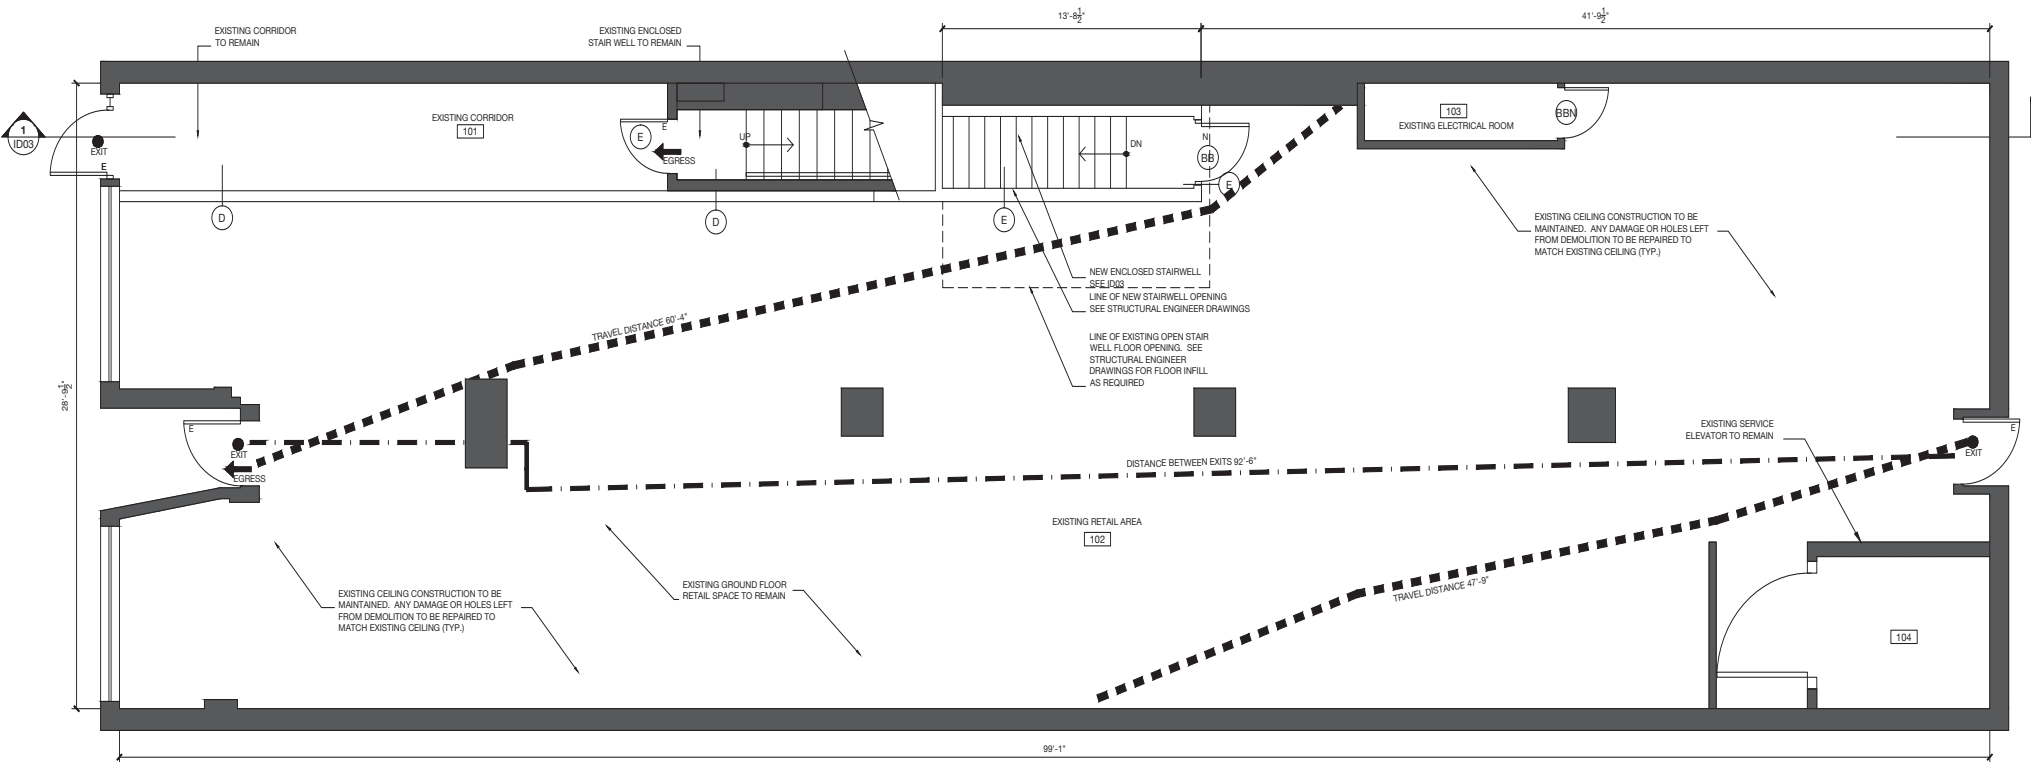 13'-8 1/2"
41'-9 1/2"
EXISTING CORRIDOR
TO REMAIN
EXISTING ENCLOSED
STAIR WELL TO REMAIN
1
ID03
EXIT
E
EXISTING CORRIDOR
101
E
E
EGRESS
UP
DN
N
BB
E
103
EXISTING ELECTRICAL ROOM
BBN
D
D
E
EXISTING CEILING CONSTRUCTION TO BE
MAINTAINED. ANY DAMAGE OR HOLES LEFT
FROM DEMOLITION TO BE REPAIRED TO
MATCH EXISTING CEILING (TYP.)
NEW ENCLOSED STAIRWELL
SEE ID03
LINE OF NEW STAIRWELL OPENING
SEE STRUCTURAL ENGINEER DRAWINGS
TRAVEL DISTANCE 60'-4"
LINE OF EXISTING OPEN STAIR
WELL FLOOR OPENING. SEE
STRUCTURAL ENGINEER
DRAWINGS FOR FLOOR INFILL
AS REQUIRED
28'-9 1/2"
E
EXIT
EGRESS
EXISTING SERVICE
ELEVATOR TO REMAIN
E
EXIT
DISTANCE BETWEEN EXITS 92'-6"
EXISTING RETAIL AREA
102
EXISTING CEILING CONSTRUCTION TO BE
MAINTAINED. ANY DAMAGE OR HOLES LEFT
FROM DEMOLITION TO BE REPAIRED TO
MATCH EXISTING CEILING (TYP.)
EXISTING GROUND FLOOR
RETAIL SPACE TO REMAIN
TRAVEL DISTANCE 47'-9"
104
99'-1"